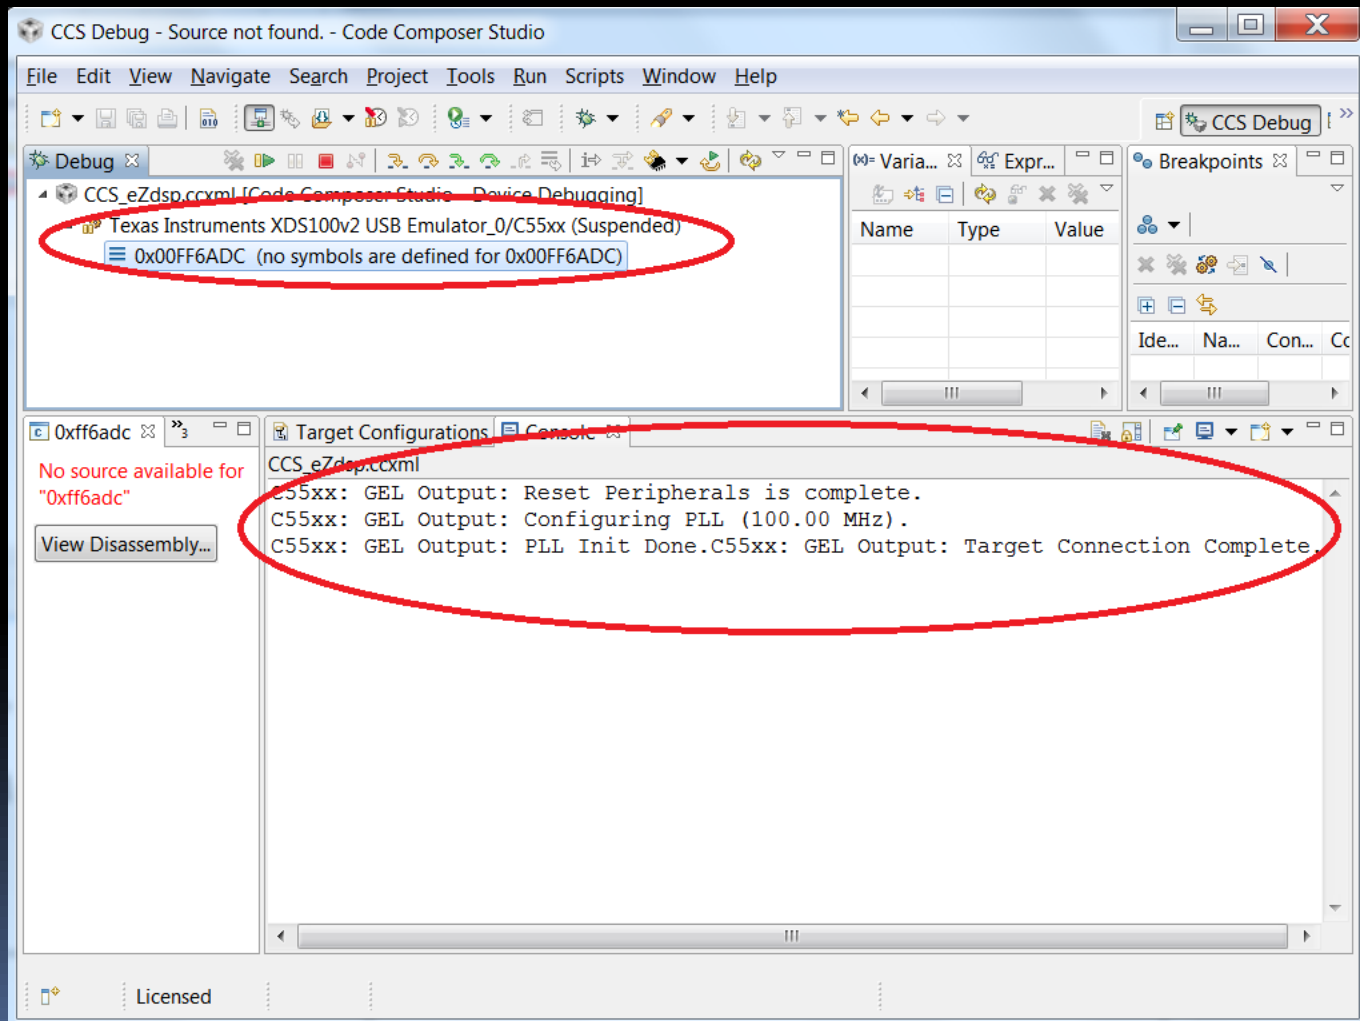 CCS Debug - Source not found. - Code Composer Studio
File Edit View Navigate Search Project Tools Run Scripts Window Help
CCS Debug
Debug
CCS_eZdsp.ccxml [Code Composer Studio - Device Debugging]
Texas Instruments XDS100v2 USB Emulator_0/C55xx (Suspended)
0x00FF6ADC (no symbols are defined for 0x00FF6ADC)
(x)= Varia... Expr...
Name Type Value
Breakpoints
Ide... Na... Con... Cc
0xff6adc »3
No source available for
"0xff6adc"
View Disassembly...
Target Configurations Console
CCS_eZdsp.ccxml
C55xx: GEL Output: Reset Peripherals is complete.
C55xx: GEL Output: Configuring PLL (100.00 MHz).
C55xx: GEL Output: PLL Init Done.C55xx: GEL Output: Target Connection Complete.
Licensed